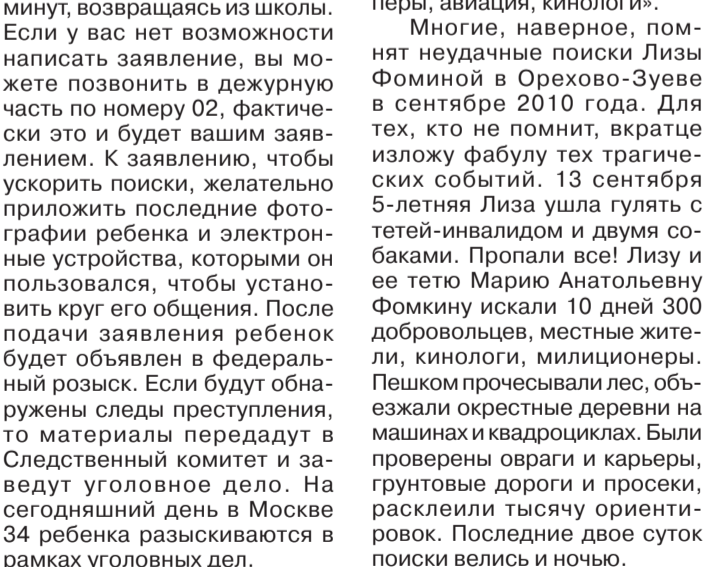 минут, возвращаясь из школы.
Если у вас нет возможности
написать заявление, вы мо-
жете позвонить в дежурную
часть по номеру 02, фактиче-
ски это и будет вашим заяв-
лением. К заявлению, чтобы
ускорить поиски, желательно
приложить последние фото-
графии ребенка и электрон-
ные устройства, которыми он
пользовался, чтобы устано-
вить круг его общения. После
подачи заявления ребенок
будет объявлен в федераль-
ный розыск. Если будут обна-
ружены следы преступления,
то материалы передадут в
Следственный комитет и за-
ведут уголовное дело. На
сегодняшний день в Москве
34 ребенка разыскиваются в
рамках уголовных дел.
перы, авиация, кинологи».
Многие, наверное, пом-
нят неудачные поиски Лизы
Фоминой в Орехово-Зуеве
в сентябре 2010 года. Для
тех, кто не помнит, вкратце
изложу фабулу тех трагиче-
ских событий. 13 сентября
5-летняя Лиза ушла гулять с
тетей-инвалидом и двумя со-
баками. Пропали все! Лизу и
ее тетю Марию Анатольевну
Фомкину искали 10 дней 300
добровольцев, местные жите-
ли, кинологи, милиционеры.
Пешком прочесывали лес, объ-
езжали окрестные деревни на
машинах и квадроциклах. Были
проверены овраги и карьеры,
грунтовые дороги и просеки,
расклеили тысячу ориенти-
ровок. Последние двое суток
поиски велись и ночью.